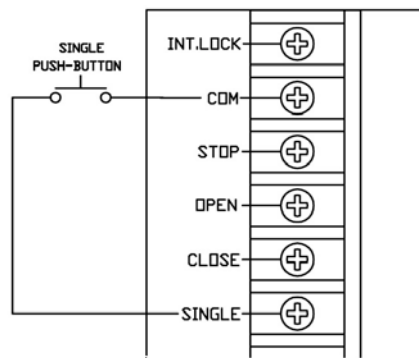 SINGLE
PUSH-BUTTON
INT.LOCK
COM
STOP
OPEN
CLOSE
SINGLE